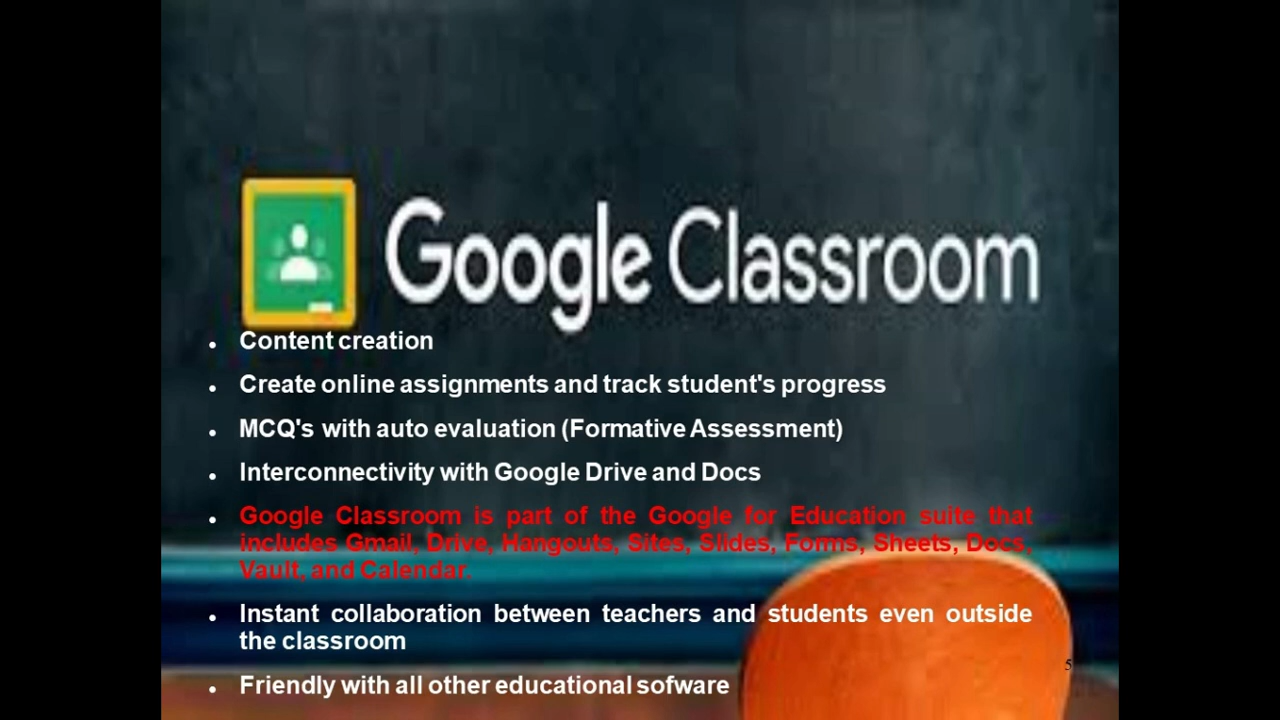 Google Classroom
• Content creation
• Create online assignments and track student's progress
• MCQ's with auto evaluation (Formative Assessment)
• Interconnectivity with Google Drive and Docs
• Google Classroom is part of the Google for Education suite that
includes Gmail, Drive, Hangouts, Sites, Slides, Forms, Sheets, Docs,
Vault, and Calendar.
• Instant collaboration between teachers and students even outside
the classroom
5
• Friendly with all other educational sofware